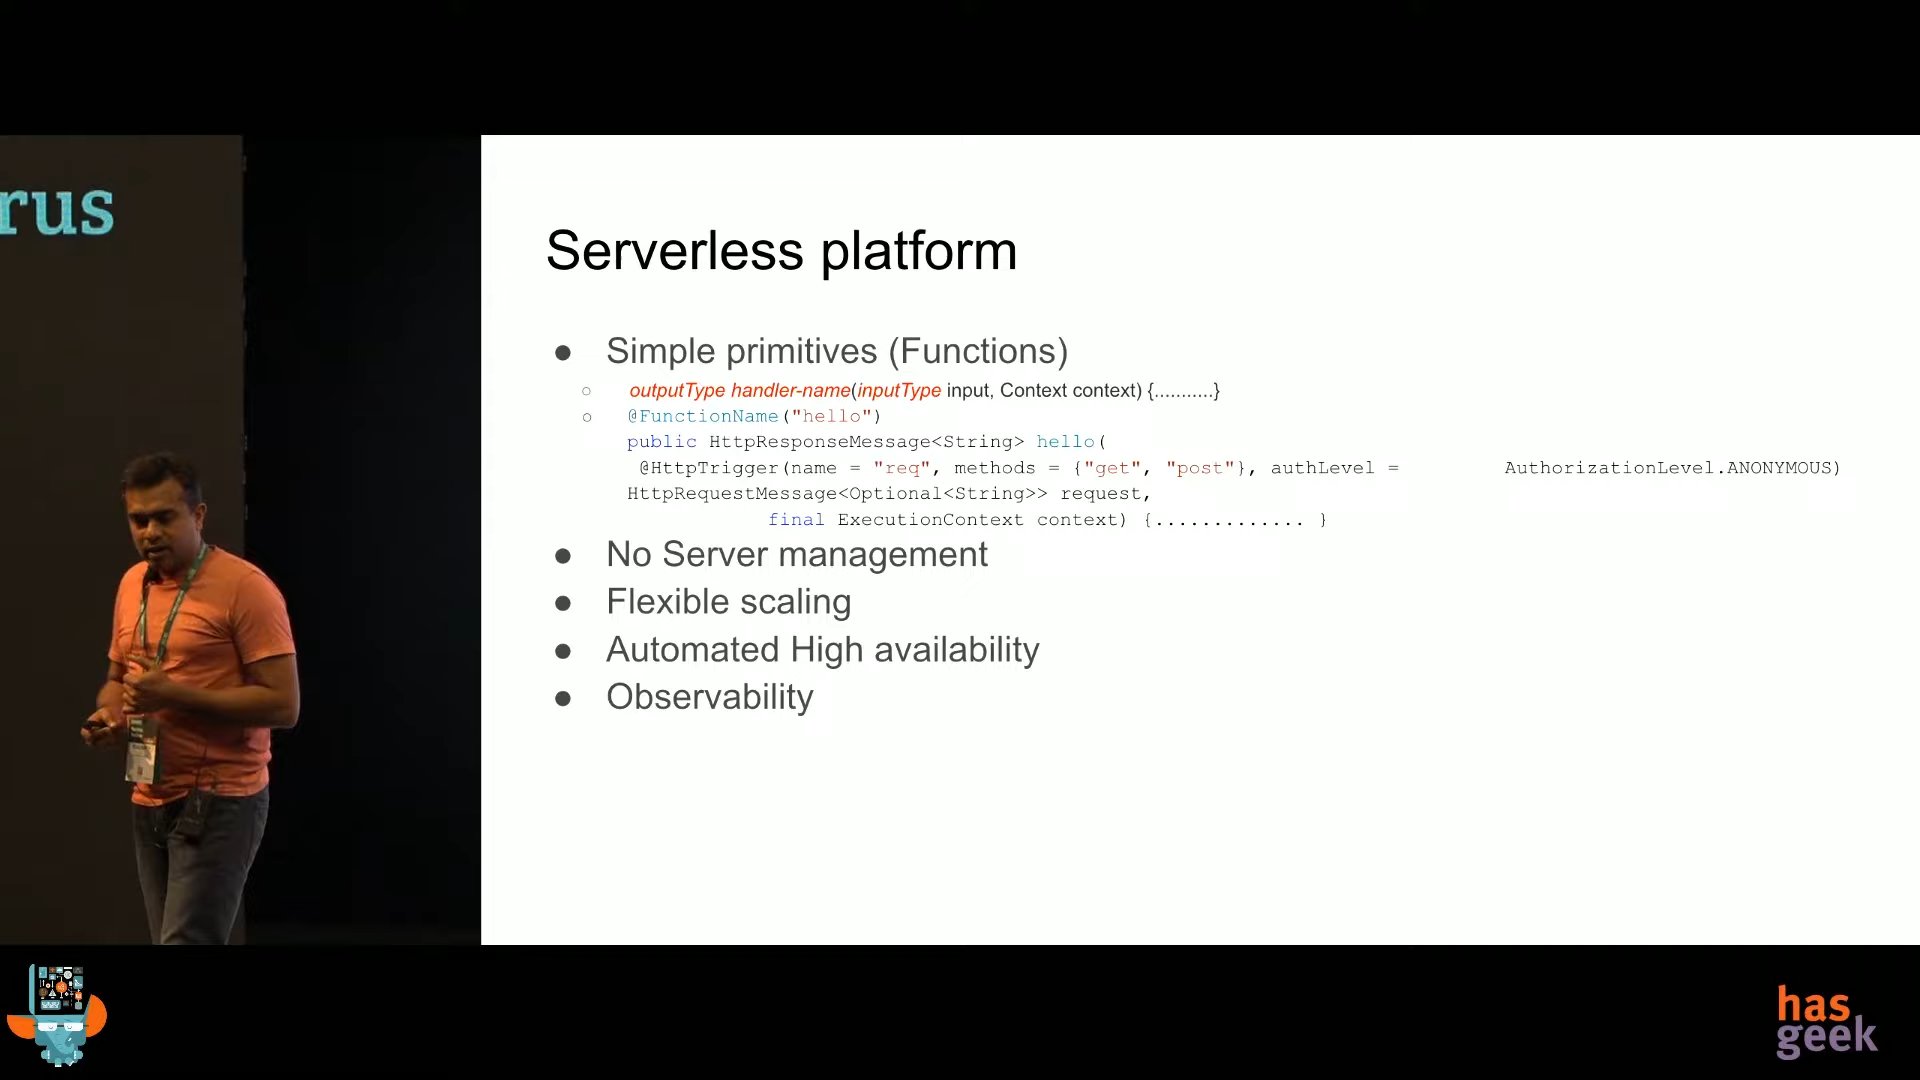 rus
Serverless platform
● Simple primitives (Functions)
○ outputType handler-name(inputType input, Context context) {...........}
○ @FunctionName("hello")
public HttpResponseMessage<String> hello(
@HttpTrigger(name = "req", methods = {"get", "post"}, authLevel = AuthorizationLevel.ANONYMOUS)
HttpRequestMessage<Optional<String>> request,
final ExecutionContext context) {............. }
● No Server management
● Flexible scaling
● Automated High availability
● Observability
has
geek